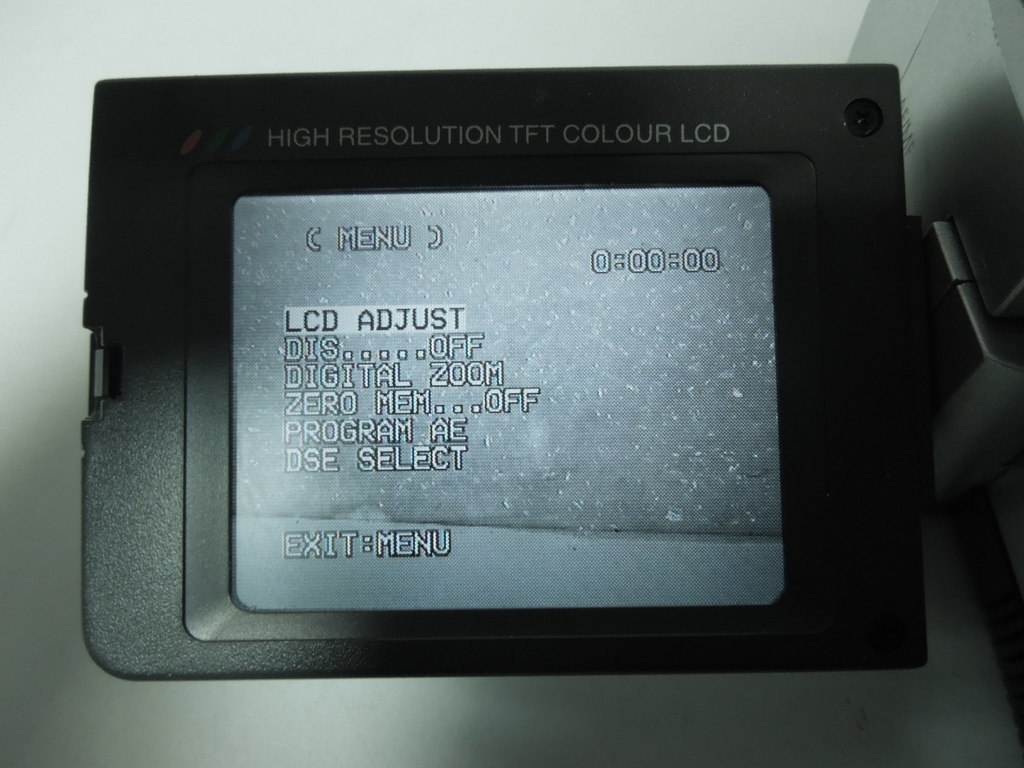 HIGH RESOLUTION TFT COLOUR LCD
( MENU )
0:00:00
LCD ADJUST
DIS.....OFF
DIGITAL ZOOM
ZERO MEM...OFF
PROGRAM AE
DSE SELECT
EXIT:MENU